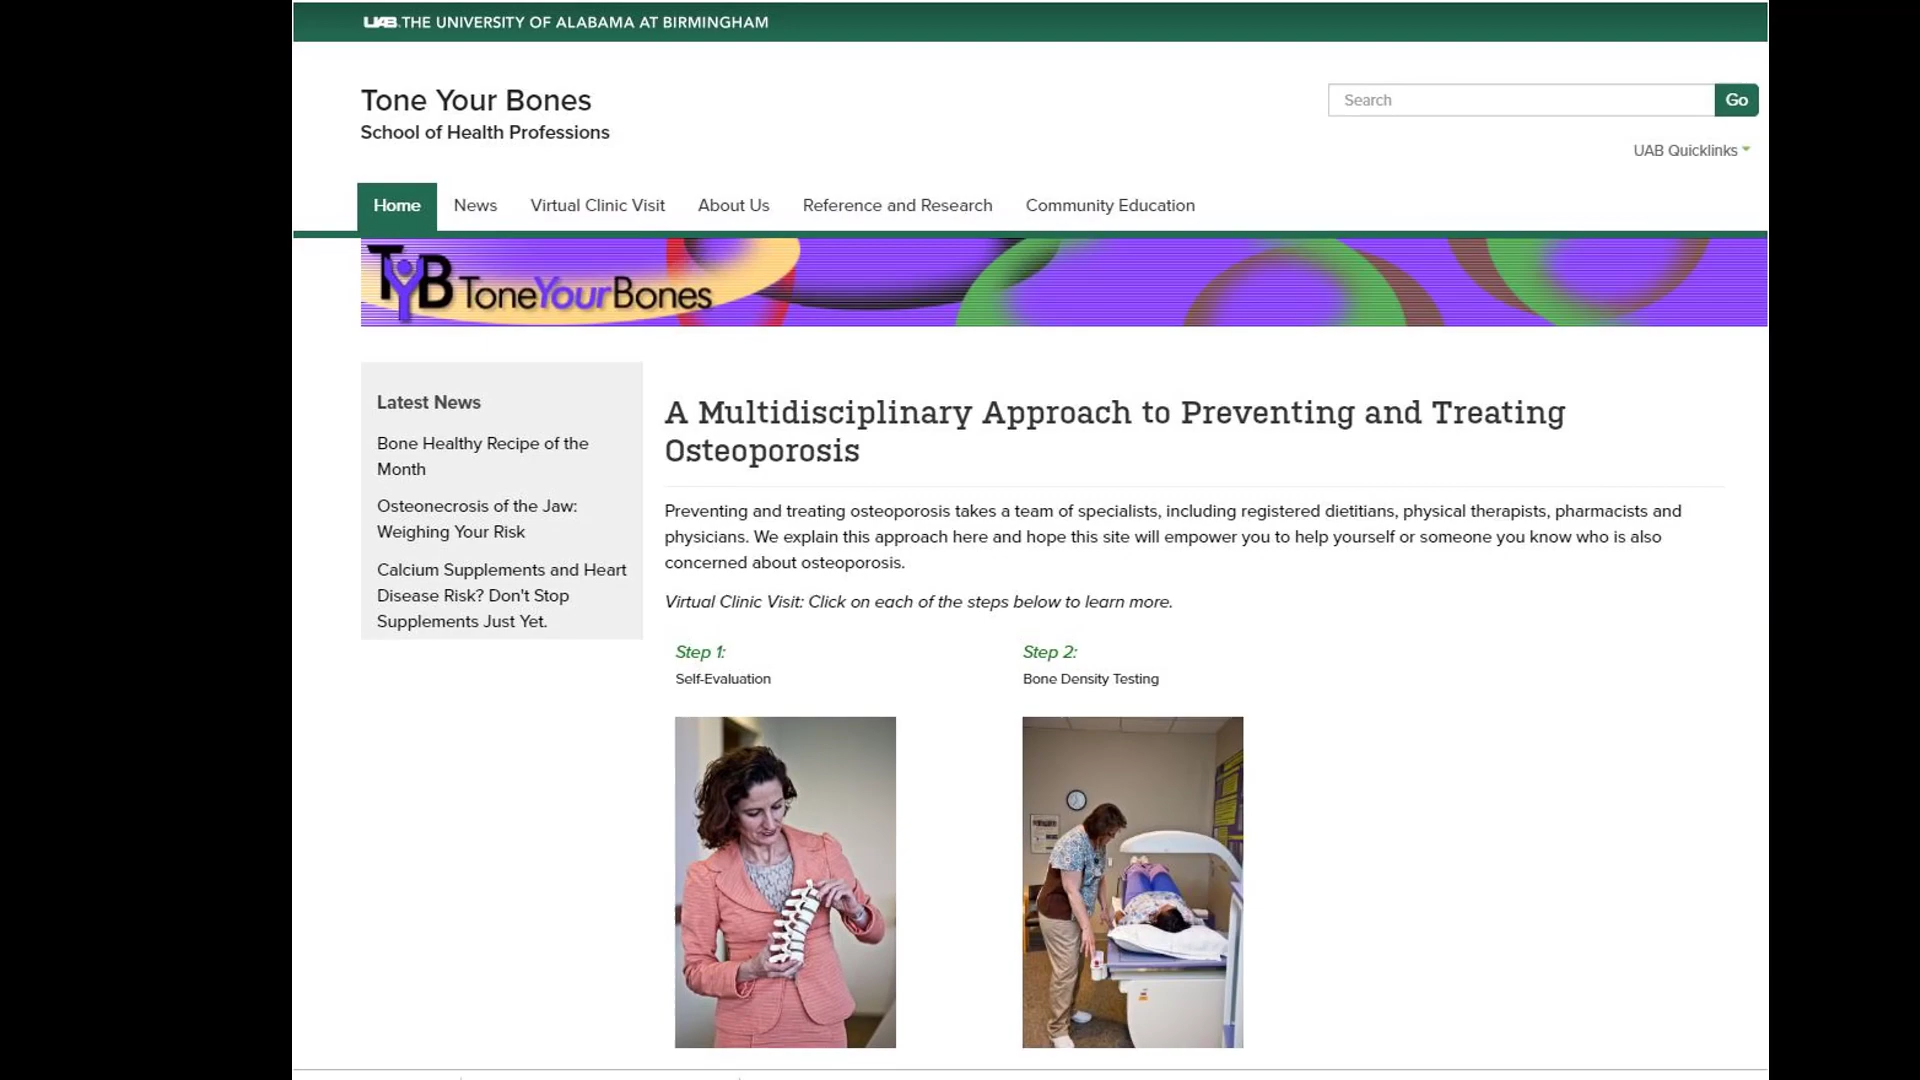 UAB THE UNIVERSITY OF ALABAMA AT BIRMINGHAM
Tone Your Bones
School of Health Professions
Search
Go
UAB Quicklinks
Home News Virtual Clinic Visit About Us Reference and Research Community Education
TYB ToneYourBones
Latest News
Bone Healthy Recipe of the
Month
Osteonecrosis of the Jaw:
Weighing Your Risk
Calcium Supplements and Heart
Disease Risk? Don't Stop
Supplements Just Yet.
A Multidisciplinary Approach to Preventing and Treating
Osteoporosis
Preventing and treating osteoporosis takes a team of specialists, including registered dietitians, physical therapists, pharmacists and
physicians. We explain this approach here and hope this site will empower you to help yourself or someone you know who is also
concerned about osteoporosis.
Virtual Clinic Visit: Click on each of the steps below to learn more.
Step 1:
Self-Evaluation
Step 2:
Bone Density Testing